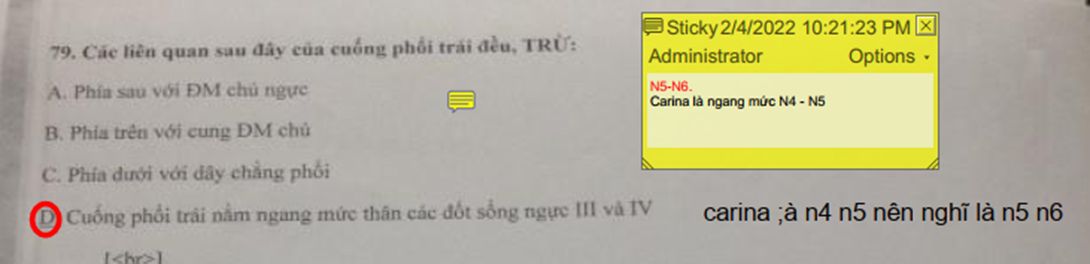 79. Các liên quan sau đây của cuống phổi trái đều, TRỪ:
A. Phía sau với ĐM chủ ngực
B. Phía trên với cung ĐM chủ
C. Phía dưới với dây chằng phổi
D. Cuống phổi trái nằm ngang mức thân các đốt sống ngực III và IV
[<br>]
Sticky 2/4/2022 10:21:23 PM
Administrator Options
N5-N6.
Carina là ngang mức N4 - N5
carina ;à n4 n5 nên nghĩ là n5 n6